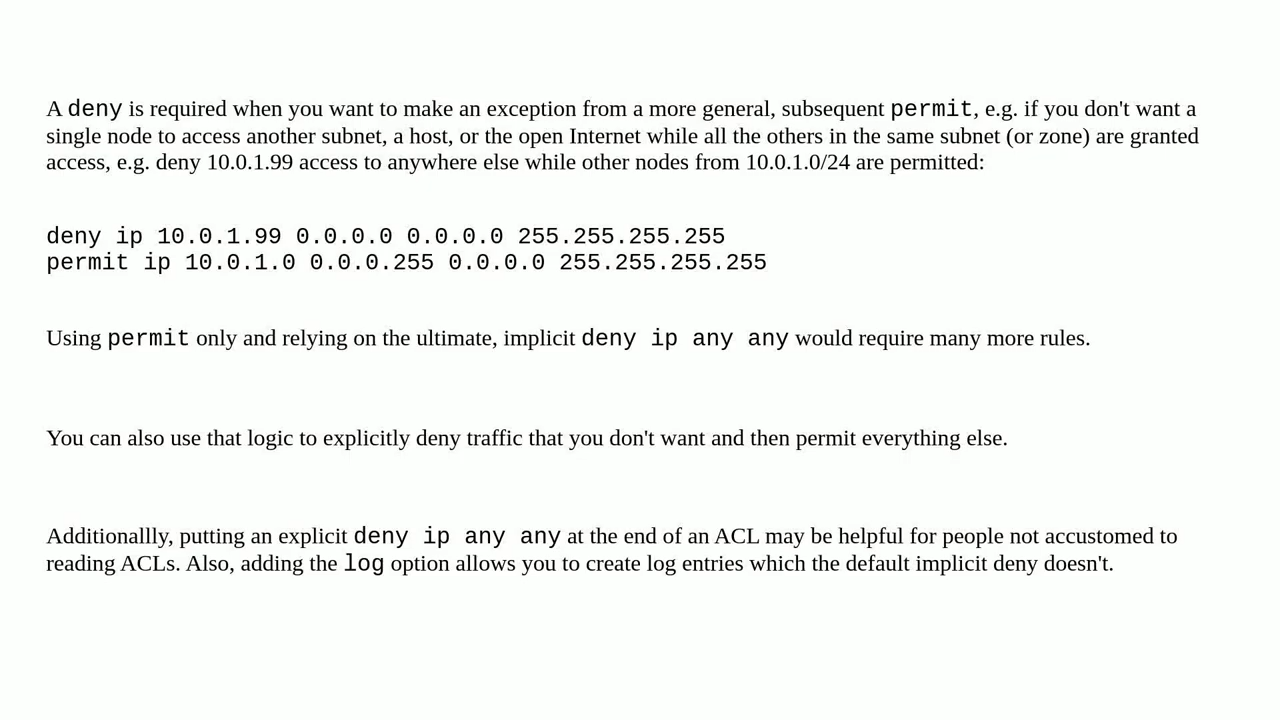 A deny is required when you want to make an exception from a more general, subsequent permit, e.g. if you don't want a
single node to access another subnet, a host, or the open Internet while all the others in the same subnet (or zone) are granted
access, e.g. deny 10.0.1.99 access to anywhere else while other nodes from 10.0.1.0/24 are permitted:
deny ip 10.0.1.99 0.0.0.0 0.0.0.0 255.255.255.255
permit ip 10.0.1.0 0.0.0.255 0.0.0.0 255.255.255.255
Using permit only and relying on the ultimate, implicit deny ip any any would require many more rules.
You can also use that logic to explicitly deny traffic that you don't want and then permit everything else.
Additionallly, putting an explicit deny ip any any at the end of an ACL may be helpful for people not accustomed to
reading ACLs. Also, adding the log option allows you to create log entries which the default implicit deny doesn't.